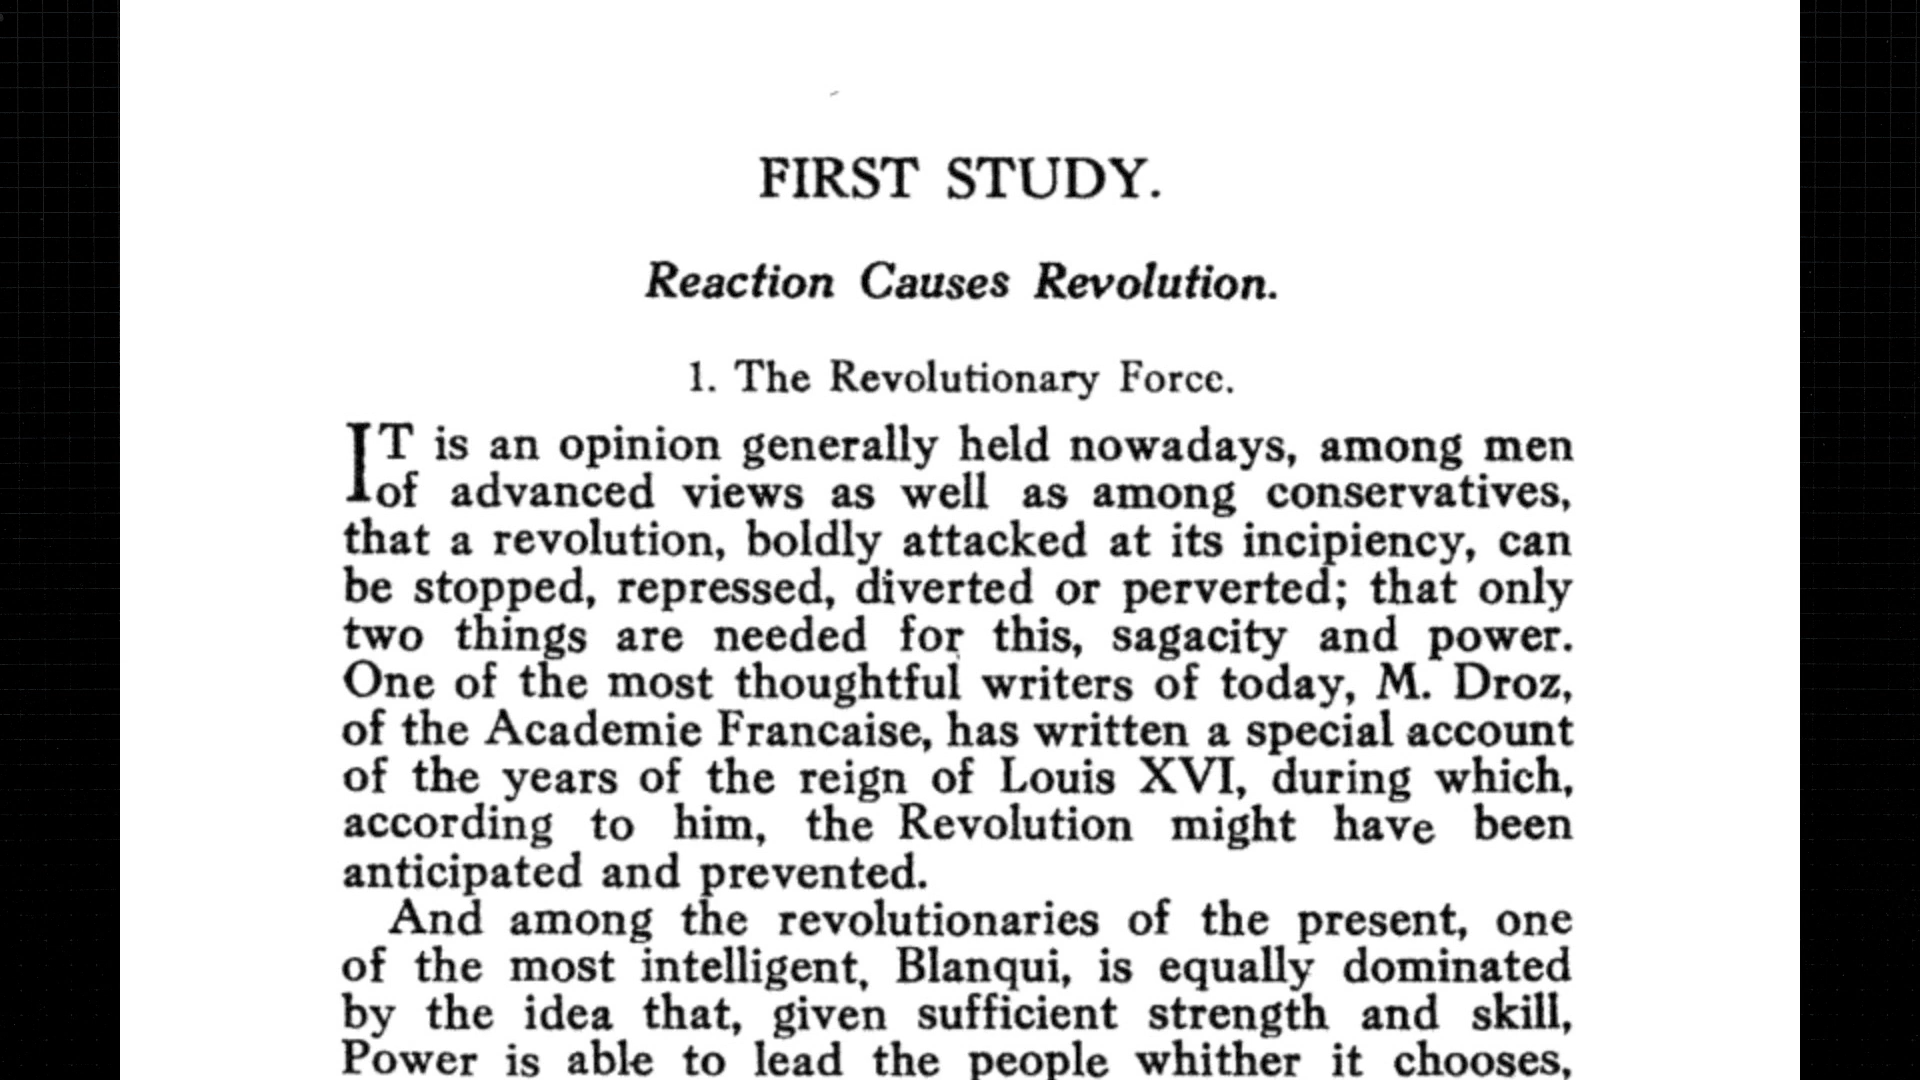 FIRST STUDY.
Reaction Causes Revolution.
1. The Revolutionary Force.
IT is an opinion generally held nowadays, among men
of advanced views as well as among conservatives,
that a revolution, boldly attacked at its incipiency, can
be stopped, repressed, diverted or perverted; that only
two things are needed for this, sagacity and power.
One of the most thoughtful writers of today, M. Droz,
of the Academie Francaise, has written a special account
of the years of the reign of Louis XVI, during which,
according to him, the Revolution might have been
anticipated and prevented.
And among the revolutionaries of the present, one
of the most intelligent, Blanqui, is equally dominated
by the idea that, given sufficient strength and skill,
Power is able to lead the people whither it chooses,